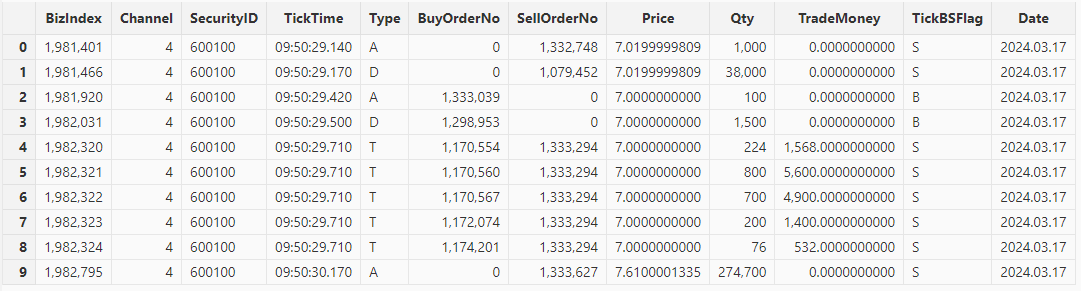 BizIndex Channel SecurityID TickTime Type BuyOrderNo SellOrderNo Price Qty TradeMoney TickBSFlag Date
0 1,981,401 4 600100 09:50:29.140 A 0 1,332,748 7.0199999809 1,000 0.0000000000 S 2024.03.17
1 1,981,466 4 600100 09:50:29.170 D 0 1,079,452 7.0199999809 38,000 0.0000000000 S 2024.03.17
2 1,981,920 4 600100 09:50:29.420 A 1,333,039 0 7.0000000000 100 0.0000000000 B 2024.03.17
3 1,982,031 4 600100 09:50:29.500 D 1,298,953 0 7.0000000000 1,500 0.0000000000 B 2024.03.17
4 1,982,320 4 600100 09:50:29.710 T 1,170,554 1,333,294 7.0000000000 224 1,568.0000000000 S 2024.03.17
5 1,982,321 4 600100 09:50:29.710 T 1,170,560 1,333,294 7.0000000000 800 5,600.0000000000 S 2024.03.17
6 1,982,322 4 600100 09:50:29.710 T 1,170,567 1,333,294 7.0000000000 700 4,900.0000000000 S 2024.03.17
7 1,982,323 4 600100 09:50:29.710 T 1,172,074 1,333,294 7.0000000000 200 1,400.0000000000 S 2024.03.17
8 1,982,324 4 600100 09:50:29.710 T 1,174,201 1,333,294 7.0000000000 76 532.0000000000 S 2024.03.17
9 1,982,795 4 600100 09:50:30.170 A 0 1,333,627 7.6100001335 274,700 0.0000000000 S 2024.03.17